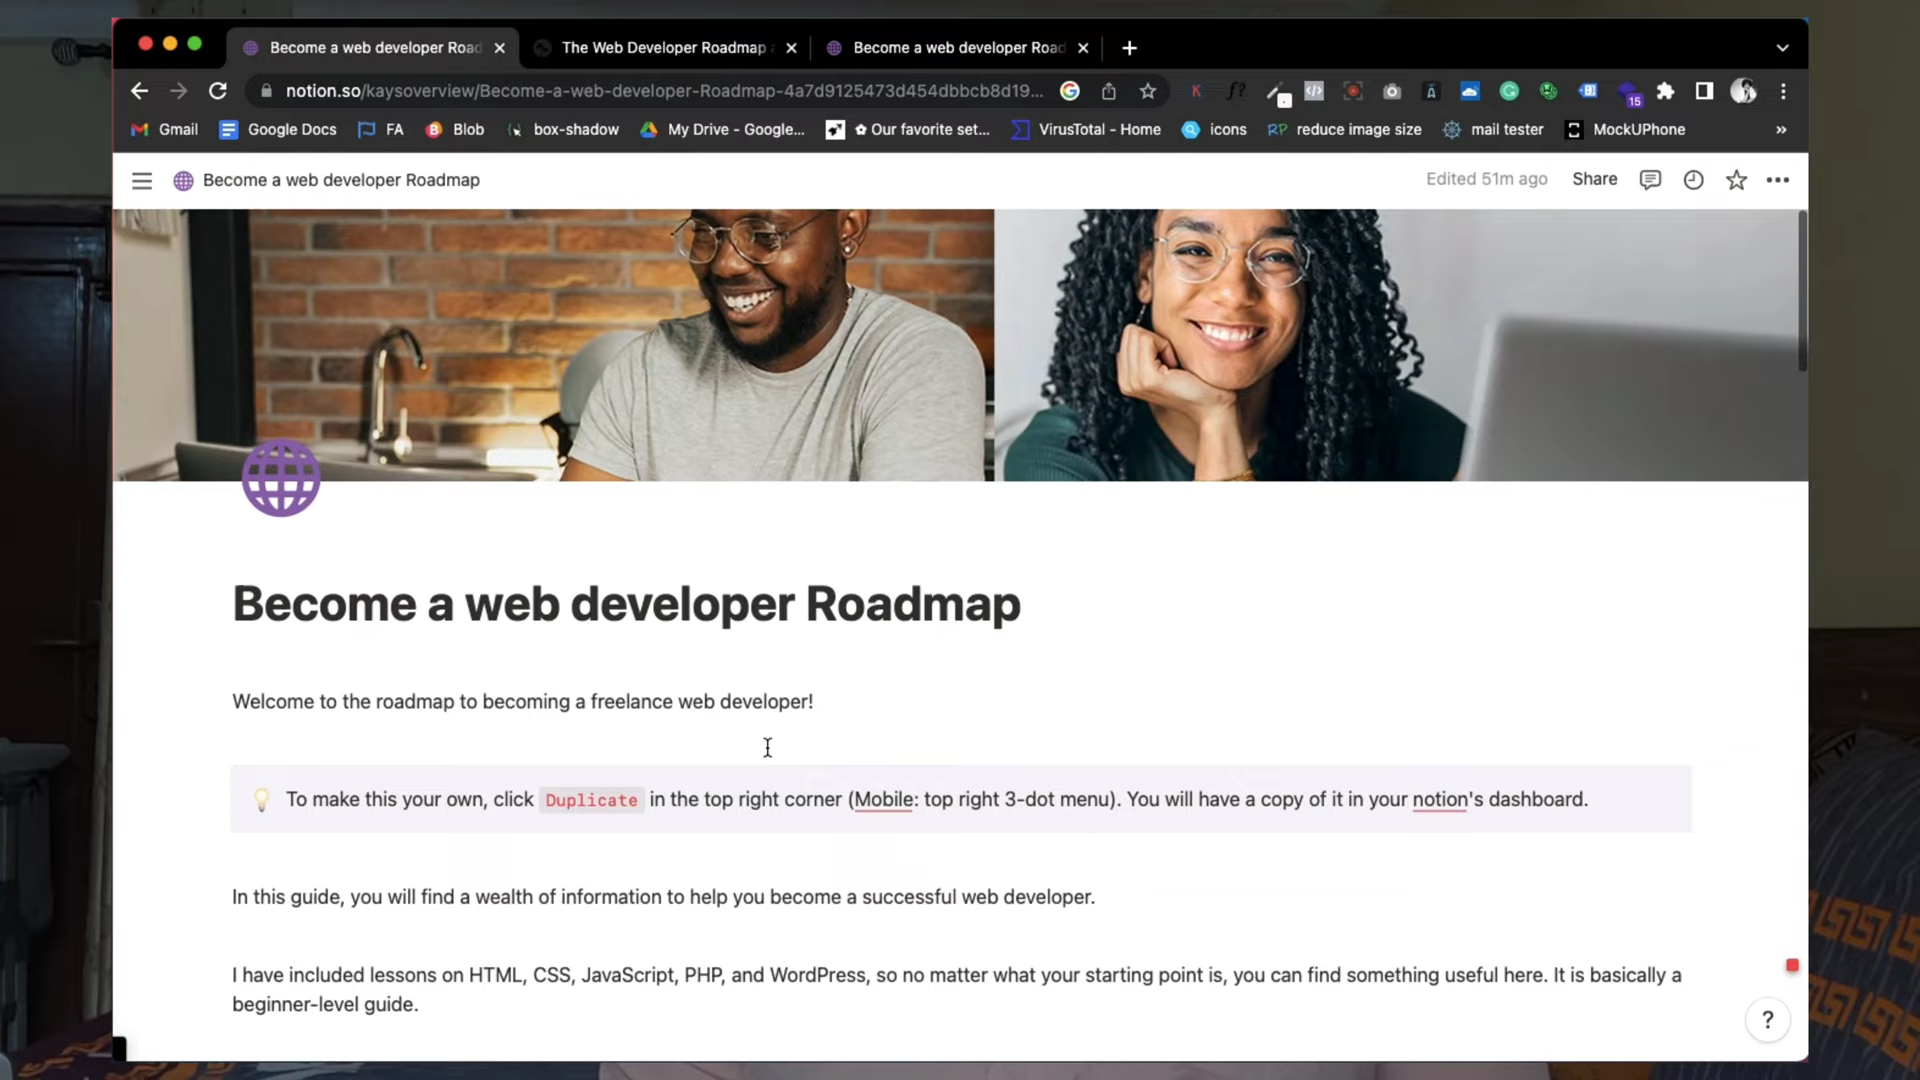 Become a web developer Road
The Web Developer Roadmap
Become a web developer Road
notion.so/kaysoverview/Become-a-web-developer-Roadmap-4a7d9125473d454dbbcb8d19...
15
Gmail
Google Docs
FA
Blob
box-shadow
My Drive - Google...
✿ Our favorite set...
VirusTotal - Home
icons
RP
reduce image size
mail tester
MockUPhone
»
Become a web developer Roadmap
Edited 51m ago
Share
Become a web developer Roadmap
Welcome to the roadmap to becoming a freelance web developer!
To make this your own, click Duplicate in the top right corner (Mobile: top right 3-dot menu). You will have a copy of it in your notion's dashboard.
In this guide, you will find a wealth of information to help you become a successful web developer.
I have included lessons on HTML, CSS, JavaScript, PHP, and WordPress, so no matter what your starting point is, you can find something useful here. It is basically a
beginner-level guide.
?